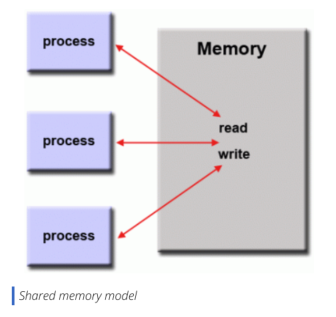 process
Memory
read
process
write
process
Shared memory model